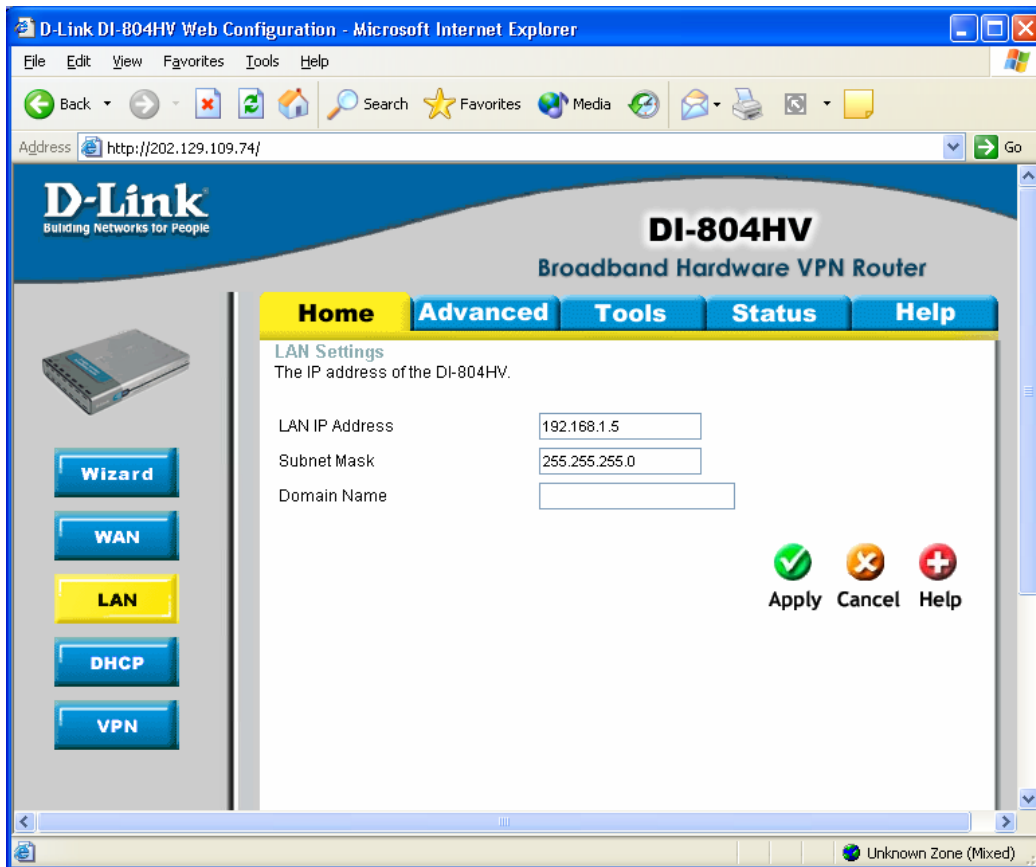 D-Link DI-804HV Web Configuration - Microsoft Internet Explorer
File Edit View Favorites Tools Help
Back Search Favorites Media
Address http://202.129.109.74/ Go
D-Link
Building Networks for People
DI-804HV
Broadband Hardware VPN Router
Home Advanced Tools Status Help
LAN Settings
The IP address of the DI-804HV.
LAN IP Address 192.168.1.5
Subnet Mask 255.255.255.0
Domain Name
Wizard
WAN
LAN
DHCP
VPN
Apply Cancel Help
Unknown Zone (Mixed)